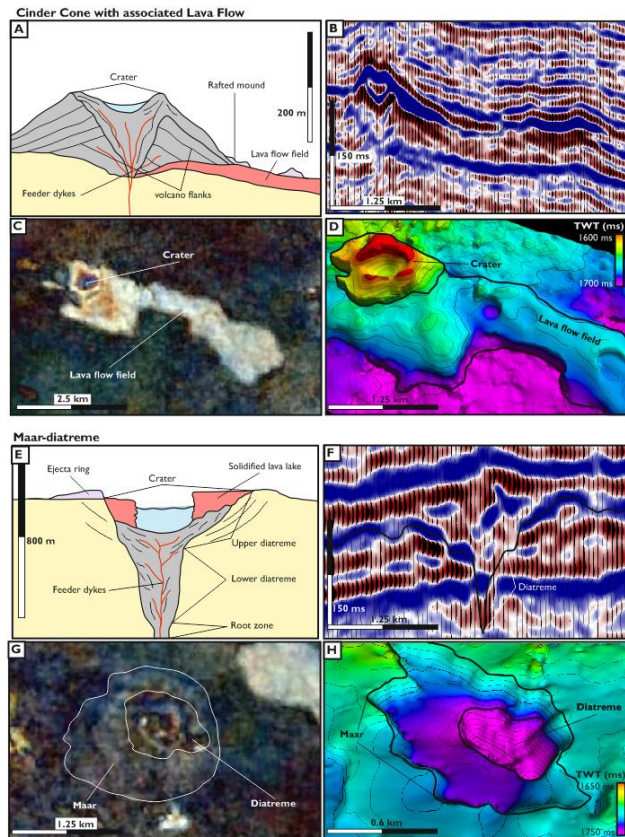 Cinder Cone with associated Lava Flow
A
Crater
Rafted mound
200 m
Lava flow field
Feeder dykes
volcano flanks
B
150 ms
1.25 km
C
Crater
Lava flow field
2.5 km
D
TWT (ms)
1600 ms
1700 ms
Crater
Lava flow field
1.25 km
Maar-diatreme
E
Ejecta ring
Crater
Solidified lava lake
800 m
Upper diatreme
Feeder dykes
Lower diatreme
Root zone
F
Diatreme
150 ms
1.25 km
G
Maar
Diatreme
1.25 km
H
Diatreme
Maar
TWT (ms)
1650 ms
1750 ms
0.6 km